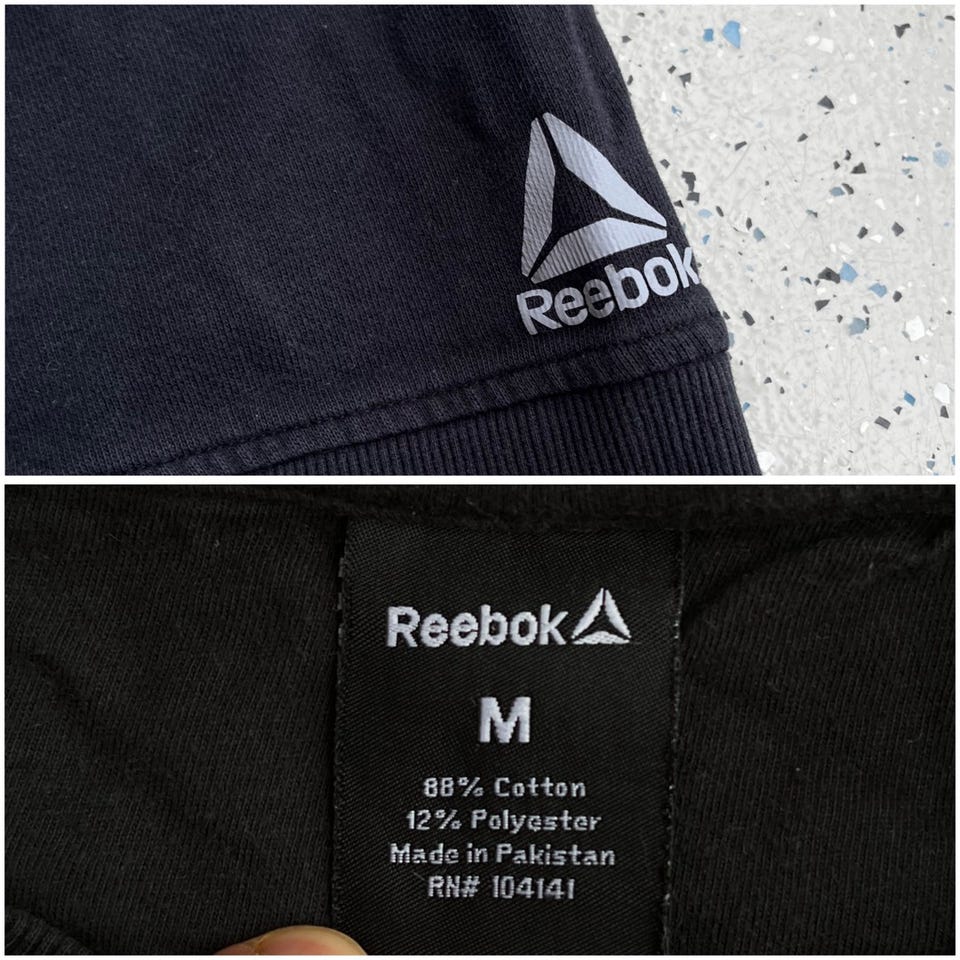 Reebok
Reebok
M
88% Cotton
12% Polyester
Made in Pakistan
RN# 104141